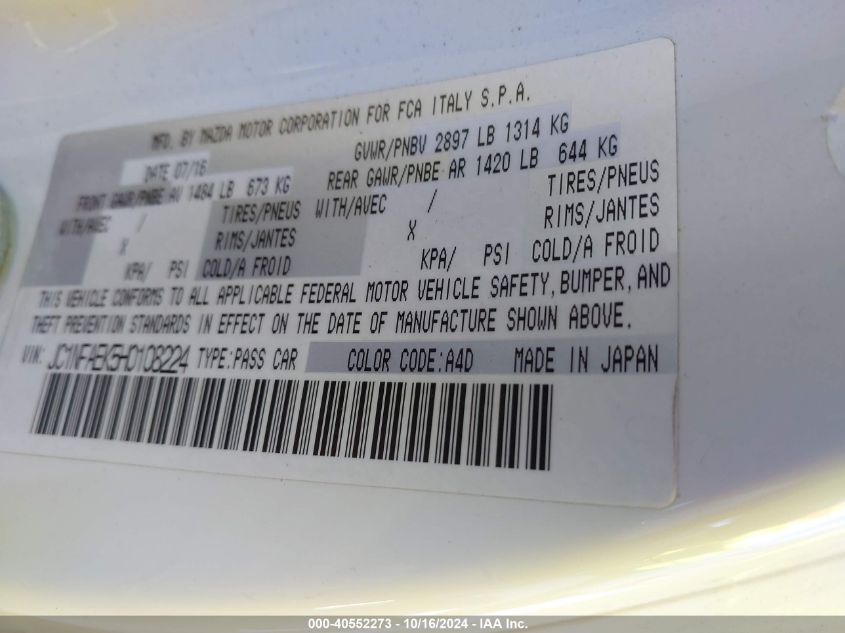 MFD. BY MAZDA MOTOR CORPORATION FOR FCA ITALY S.P.A.
DATE 07/16 GVWR/PNBV 2897 LB 1314 KG
FRONT GAWR/PNBE AV 1484 LB 673 KG REAR GAWR/PNBE AR 1420 LB 644 KG
WITH/AVEC / TIRES/PNEUS WITH/AVEC / TIRES/PNEUS
X RIMS/JANTES X RIMS/JANTES
KPA/ PSI COLD/A FROID KPA/ PSI COLD/A FROID
THIS VEHICLE CONFORMS TO ALL APPLICABLE FEDERAL MOTOR VEHICLE SAFETY, BUMPER, AND
THEFT PREVENTION STANDARDS IN EFFECT ON THE DATE OF MANUFACTURE SHOWN ABOVE.
VIN: JC1NFAEK5H0108224 TYPE:PASS CAR COLOR CODE:A4D MADE IN JAPAN
000-40552273 - 10/16/2024 - IAA Inc.